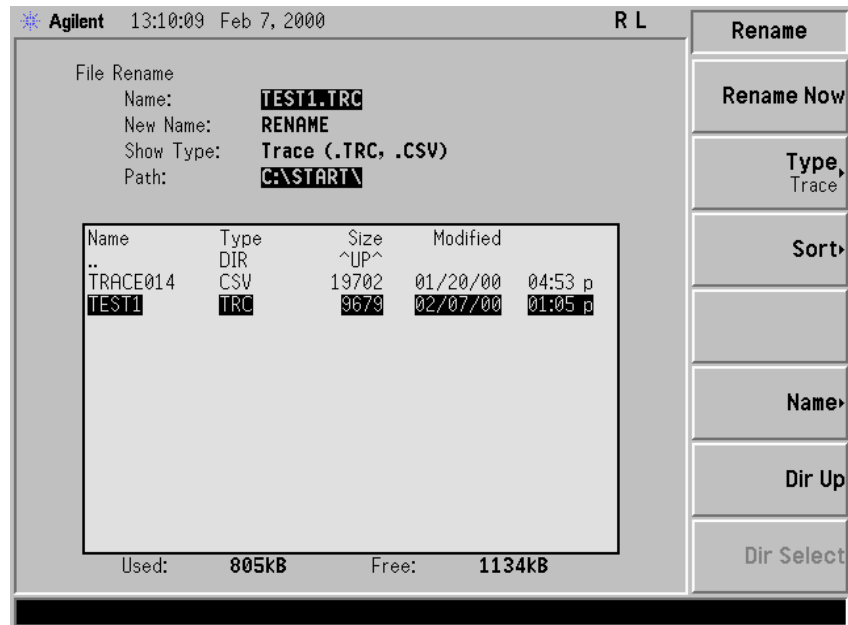 Agilent 13:10:09 Feb 7, 2000 R L
File Rename
Name: TEST1.TRC
New Name: RENAME
Show Type: Trace (.TRC, .CSV)
Path: C:\START\
Name Type Size Modified
.. DIR ^UP^
TRACE014 CSV 19702 01/20/00 04:53 p
TEST1 TRC 9679 02/07/00 01:05 p
Used: 805kB Free: 1134kB
Rename
Rename Now
Type
Trace
Sort
Name
Dir Up
Dir Select